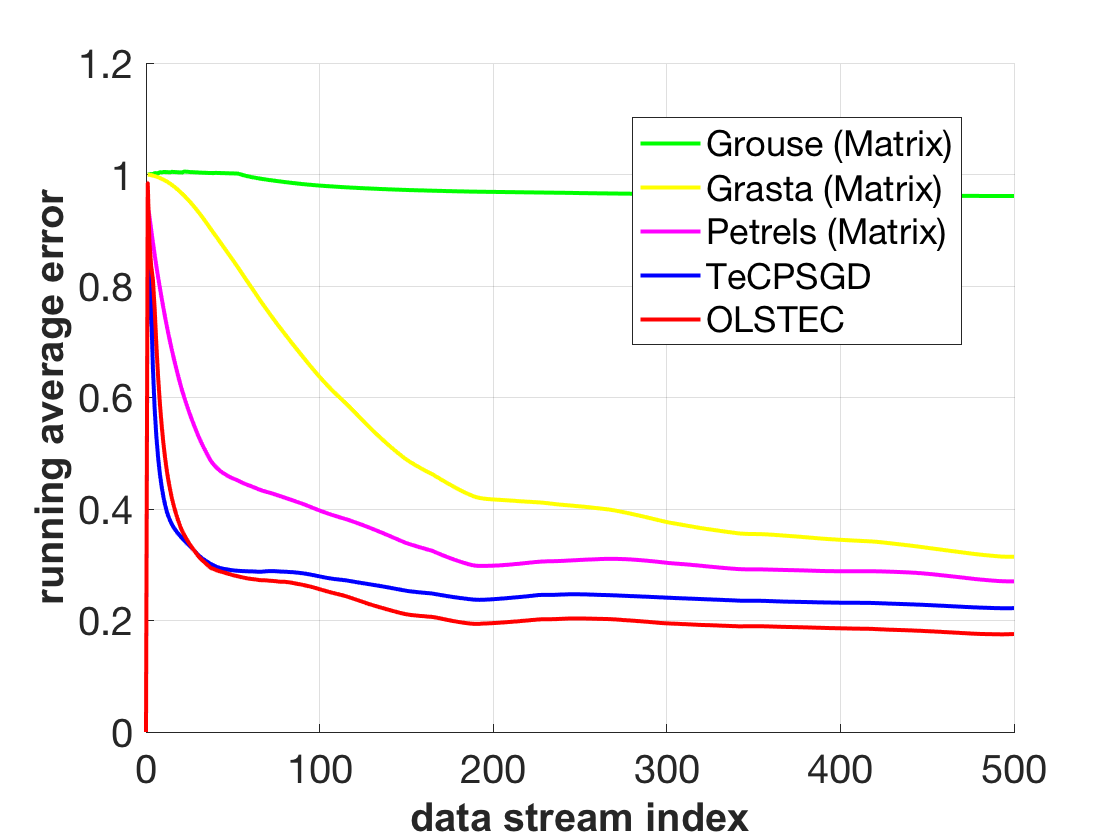 running average error
1.2
1
0.8
0.6
0.4
0.2
0
Grouse (Matrix)
Grasta (Matrix)
Petrels (Matrix)
TeCPSGD
OLSTEC
0 100 200 300 400 500
data stream index